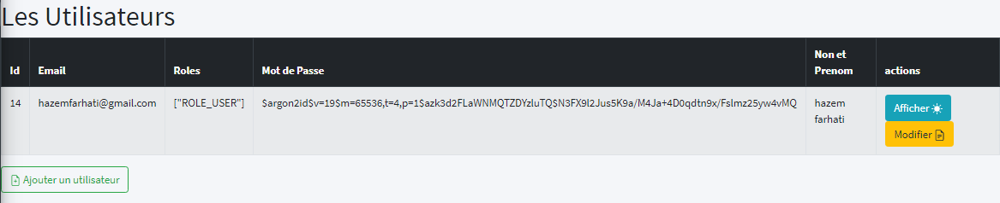 Les Utilisateurs
Id Email Roles Mot de Passe Non et Prenom actions
14 hazemfarhati@gmail.com ["ROLE_USER"] $argon2id$v=19$m=65536,t=4,p=1$azk3d2FLaWNMQTZDYzluTQ$N3FX9l2Jus5K9a/M4Ja+4D0qdtn9x/Fslmz25yw4vMQ hazem farhati Afficher
Modifier
Ajouter un utilisateur